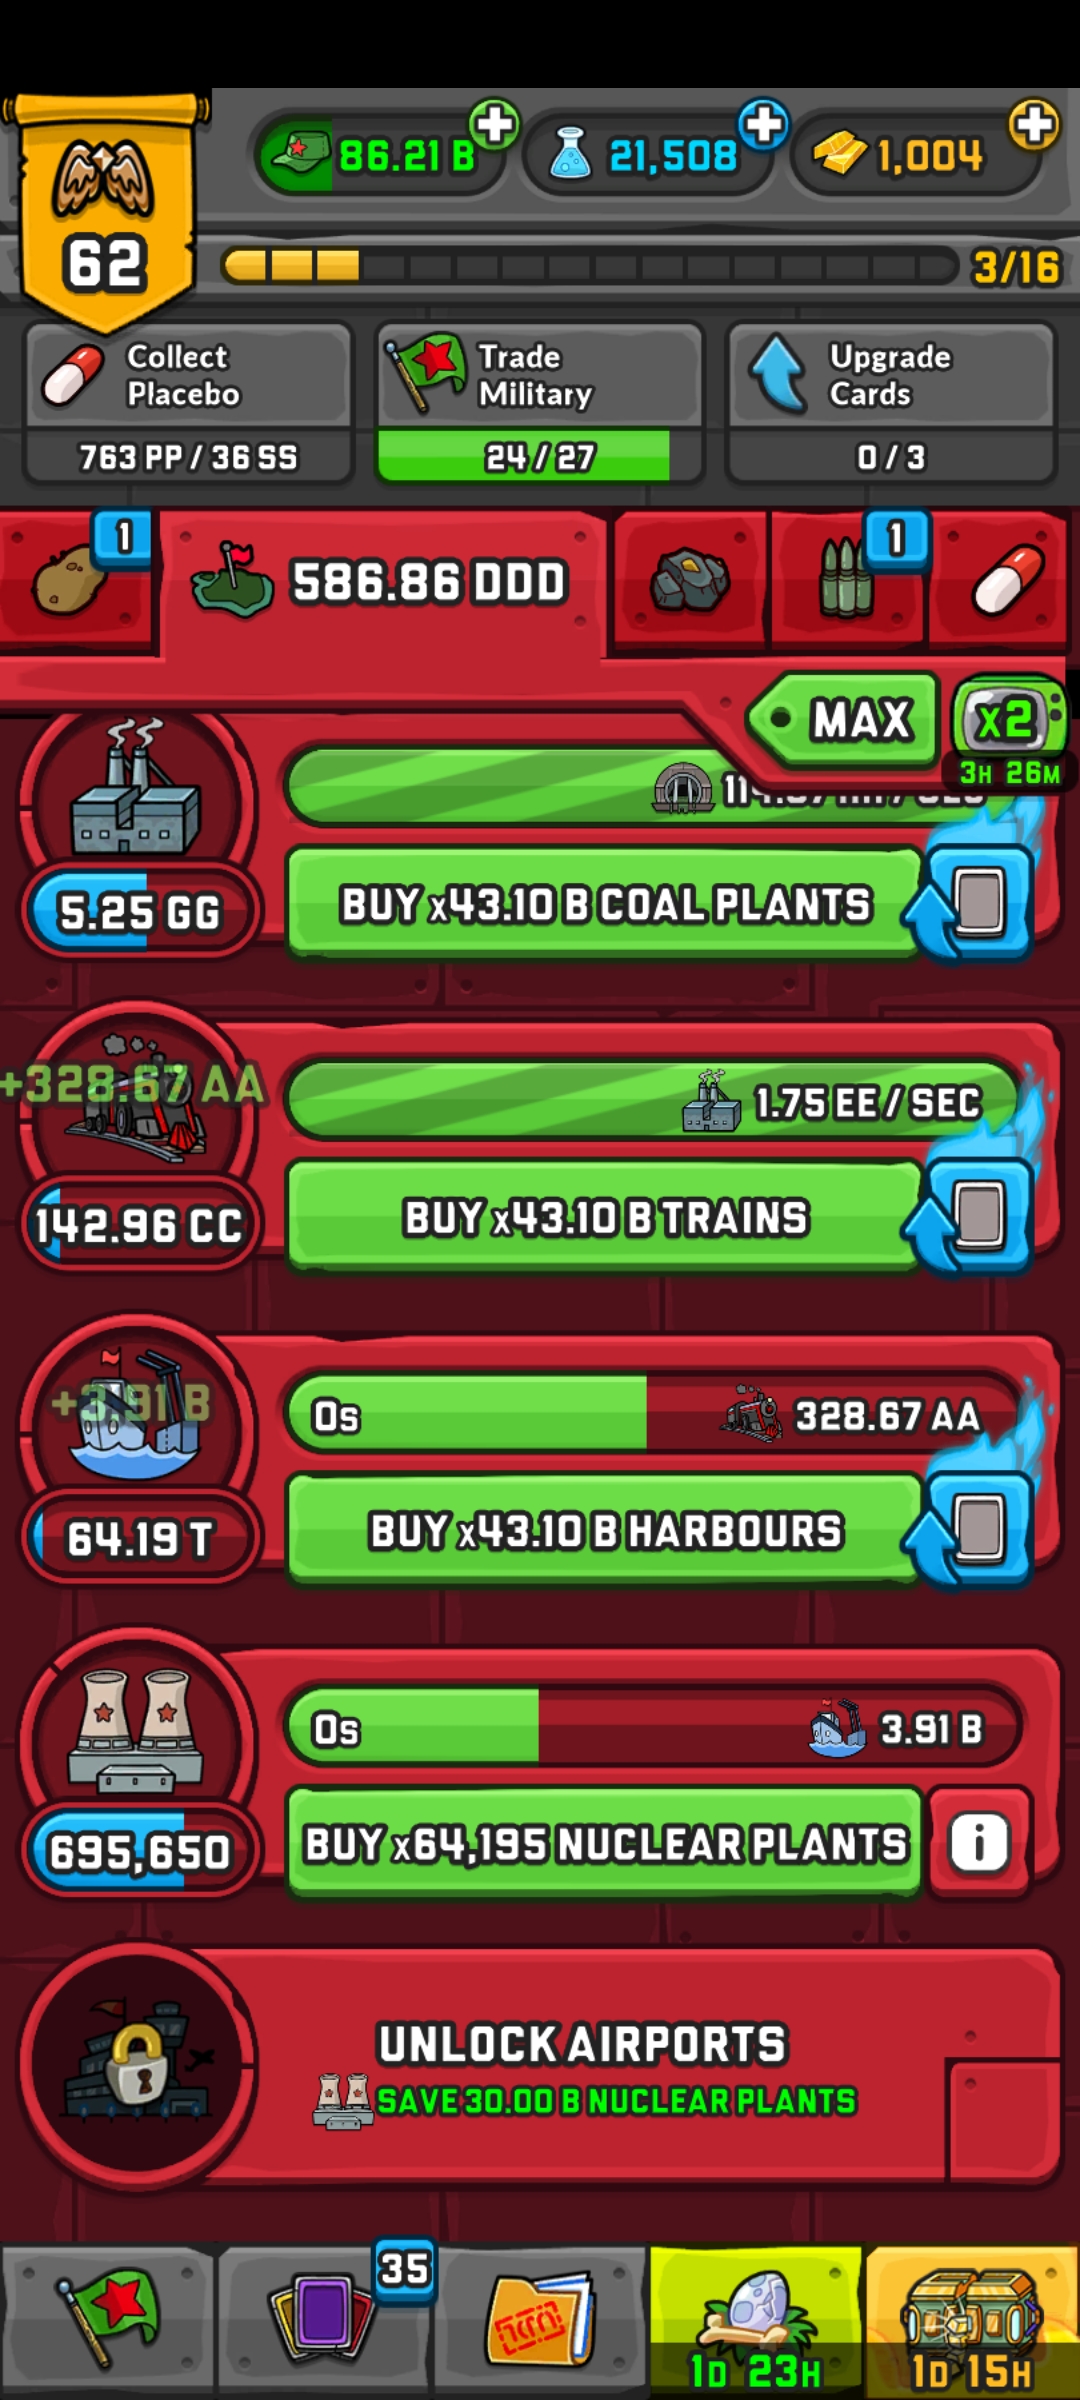 86.21 B
21,508
1,004
62
3/16
Collect
Placebo
763 PP / 36 SS
Trade
Military
24 / 27
Upgrade
Cards
0 / 3
1
586.86 DDD
1
MAX
x2
3H 26M
5.25 GG
BUY x43.10 B COAL PLANTS
+328.67 AA
1.75 EE / SEC
142.96 CC
BUY x43.10 B TRAINS
+3.91 B
0s
328.67 AA
64.19 T
BUY x43.10 B HARBOURS
0s
3.91 B
695,650
BUY x64,195 NUCLEAR PLANTS
i
UNLOCK AIRPORTS
SAVE 30.00 B NUCLEAR PLANTS
35
1D 23H
1D 15H